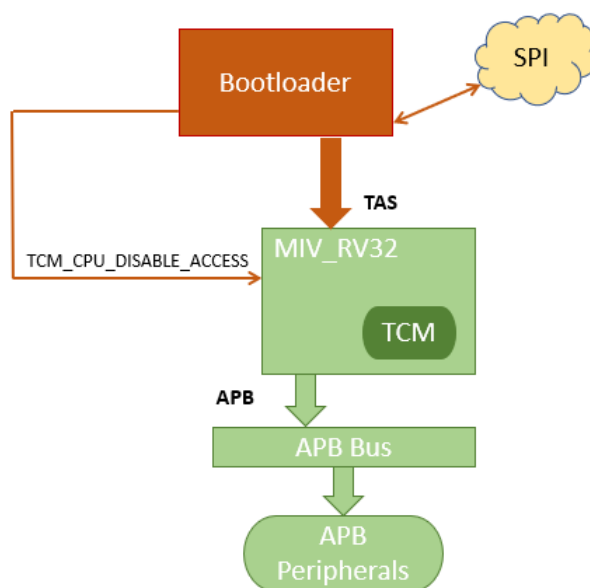 SPI
Bootloader
TAS
MIV_RV32
TCM_CPU_DISABLE_ACCESS
TCM
APB
APB Bus
APB
Peripherals